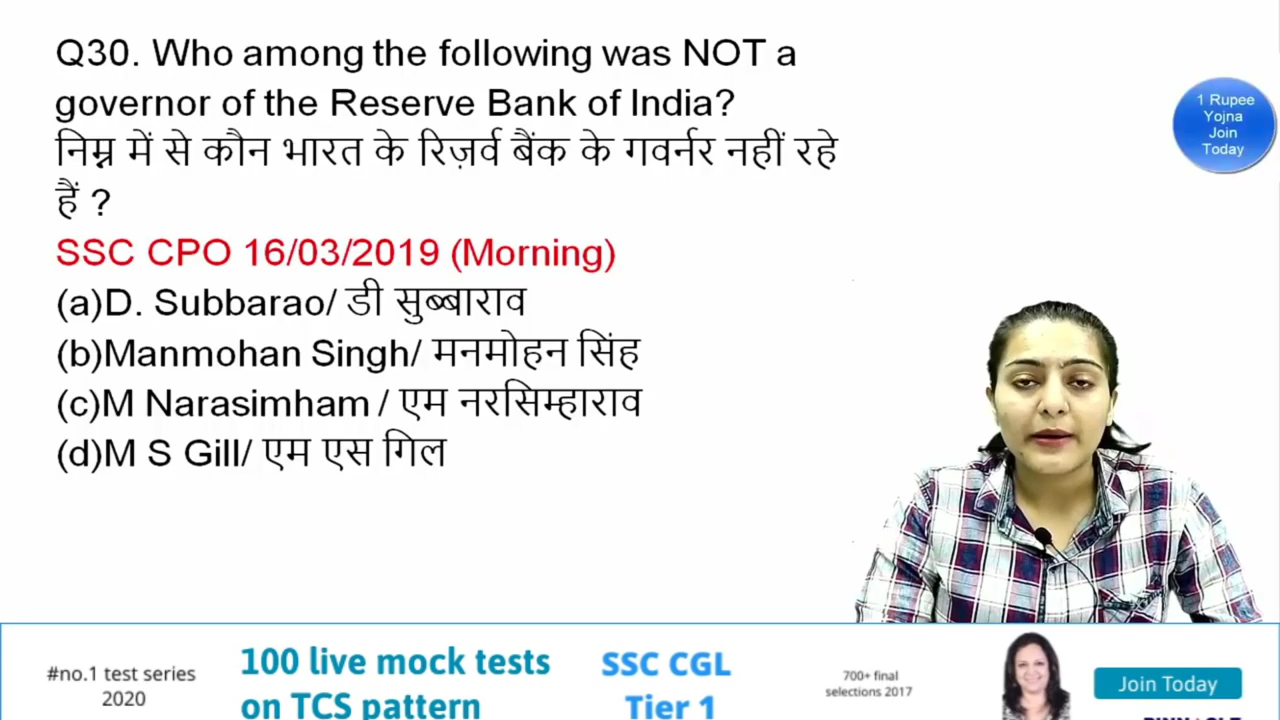 Q30. Who among the following was NOT a
governor of the Reserve Bank of India?
निम्न में से कौन भारत के रिज़र्व बैंक के गवर्नर नहीं रहे
हैं ?
SSC CPO 16/03/2019 (Morning)
(a)D. Subbarao/ डी सुब्बाराव
(b)Manmohan Singh/ मनमोहन सिंह
(c)M Narasimham / एम नरसिम्हाराव
(d)M S Gill/ एम एस गिल
1 Rupee
Yojna
Join
Today
#no.1 test series
2020
100 live mock tests
on TCS pattern
SSC CGL
Tier 1
700+ final
selections 2017
Join Today